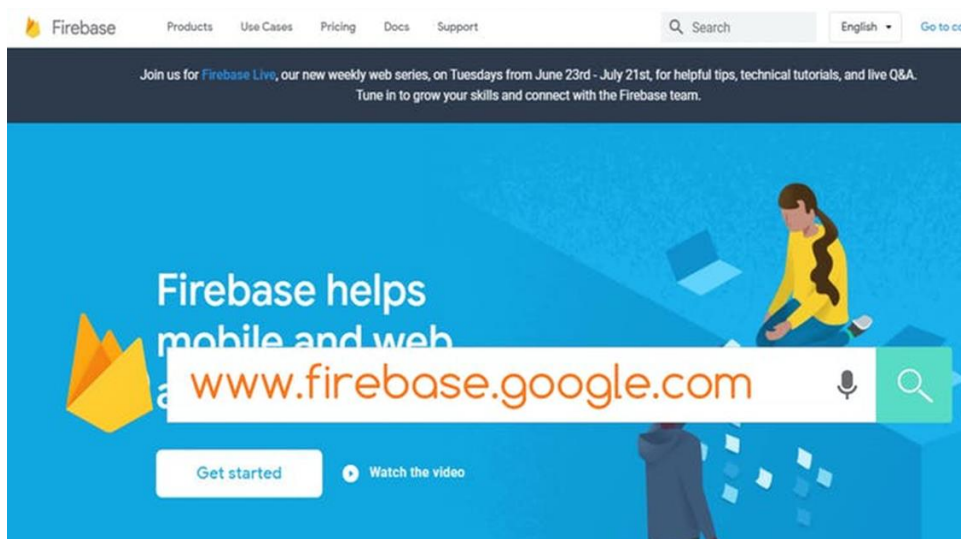 Firebase
Products
Use Cases
Pricing
Docs
Support
Search
English
Go to
Join us for Firebase Live, our new weekly web series, on Tuesdays from June 23rd - July 21st, for helpful tips, technical tutorials, and live Q&A.
Tune in to grow your skills and connect with the Firebase team.
Firebase helps
mobile and web
www.firebase.google.com
Get started
Watch the video